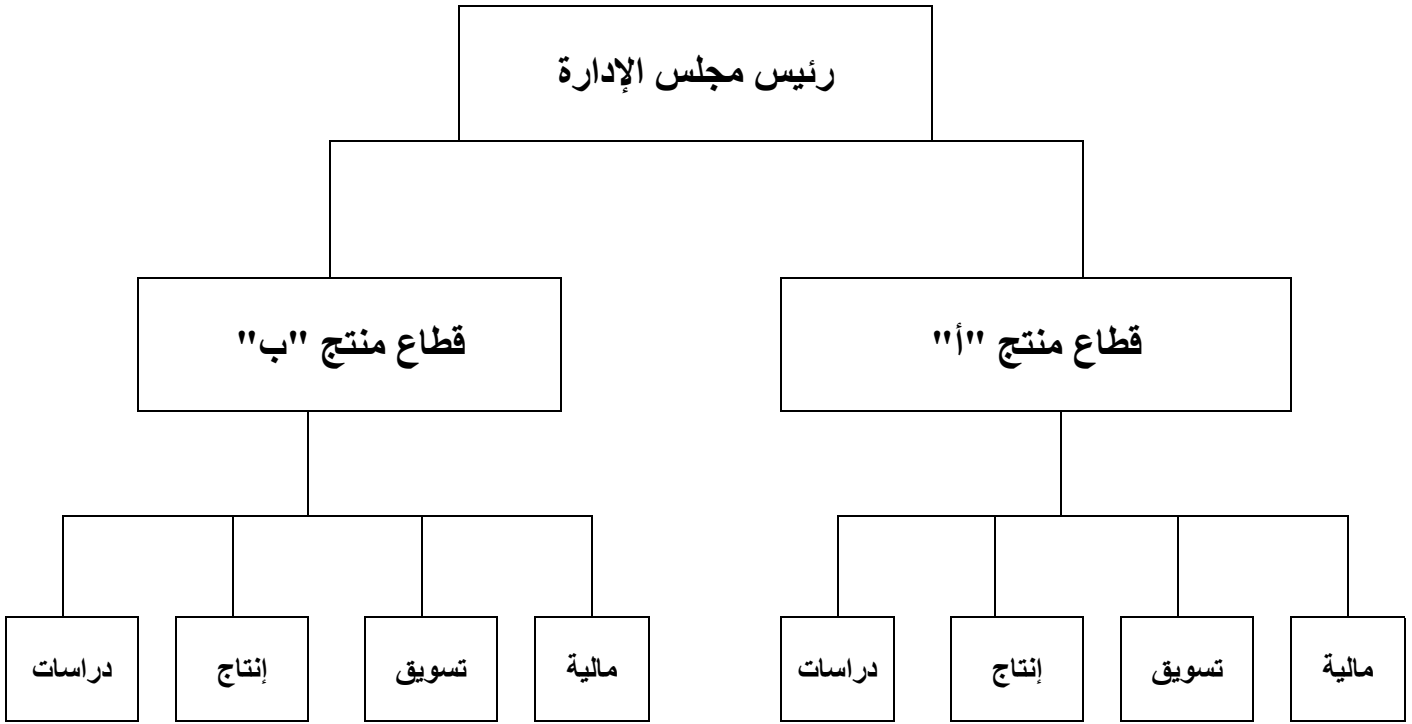 رئيس مجلس الإدارة
قطاع منتج "أ"
قطاع منتج "ب"
مالية
تسويق
إنتاج
دراسات
مالية
تسويق
إنتاج
دراسات